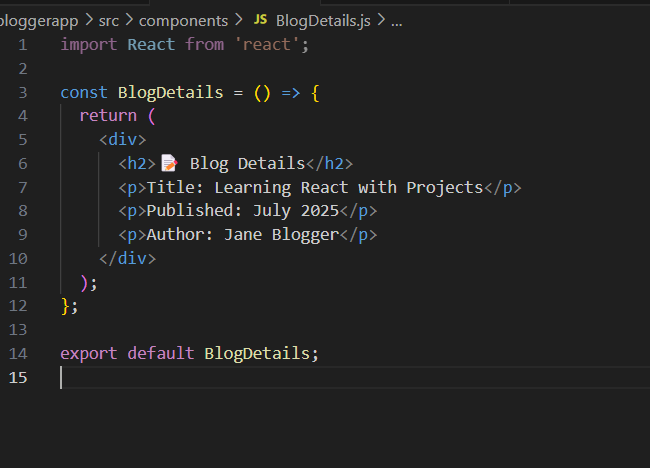 bloggerapp > src > components > JS BlogDetails.js > ...
1 import React from 'react';
2
3 const BlogDetails = () => {
4   return (
5     <div>
6       <h2>📝 Blog Details</h2>
7       <p>Title: Learning React with Projects</p>
8       <p>Published: July 2025</p>
9       <p>Author: Jane Blogger</p>
10     </div>
11   );
12 };
13
14 export default BlogDetails;
15